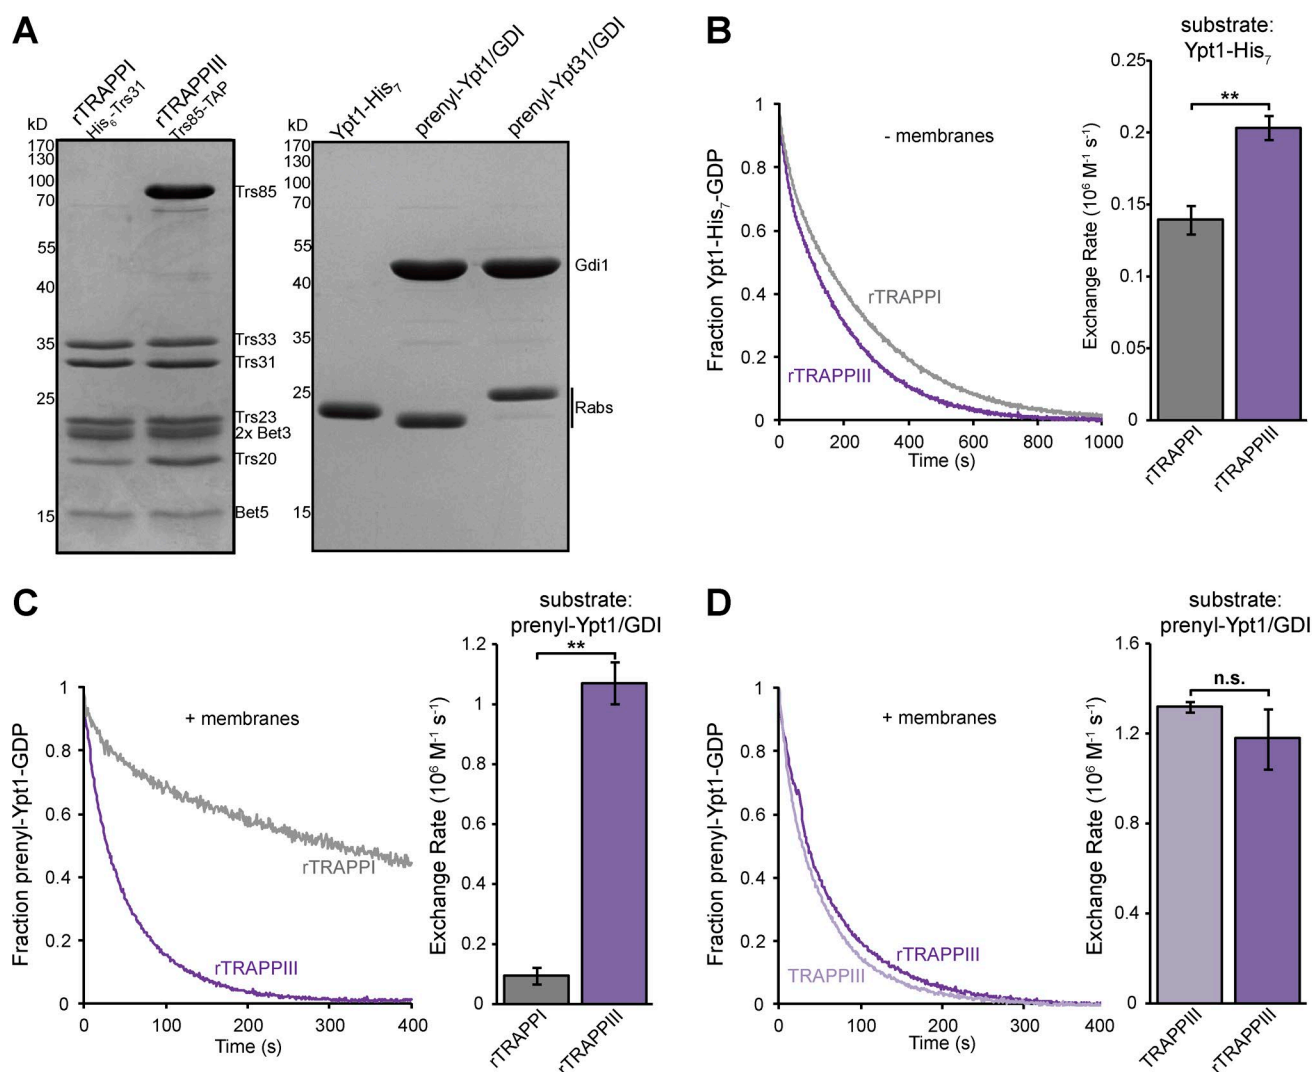 A
rTRAPPI
His6-Trs31
rTRAPPIII
Trs85-TAP
kD
170
130
100
70
55
40
35
25
15
Trs85
Trs33
Trs31
Trs23
2x Bet3
Trs20
Bet5
Ypt1-His7
prenyl-Ypt1/GDI
prenyl-Ypt31/GDI
kD
170
130
100
70
55
40
35
25
15
Gdi1
Rabs
B
Fraction Ypt1-His7-GDP
1
0.8
0.6
0.4
0.2
0
- membranes
rTRAPPI
rTRAPPIII
0 200 400 600 800 1000
Time (s)
substrate:
Ypt1-His7
Exchange Rate (10⁶ M⁻¹ s⁻¹)
0.25
0.2
0.15
0.1
0.05
0
**
rTRAPPI
rTRAPPIII
C
Fraction prenyl-Ypt1-GDP
1
0.8
0.6
0.4
0.2
0
+ membranes
rTRAPPI
rTRAPPIII
0 100 200 300 400
Time (s)
substrate:
prenyl-Ypt1/GDI
Exchange Rate (10⁶ M⁻¹ s⁻¹)
1.2
1
0.8
0.6
0.4
0.2
0
**
rTRAPPI
rTRAPPIII
D
Fraction prenyl-Ypt1-GDP
1
0.8
0.6
0.4
0.2
0
+ membranes
rTRAPPIII
TRAPPIII
0 100 200 300 400
Time (s)
substrate:
prenyl-Ypt1/GDI
Exchange Rate (10⁶ M⁻¹ s⁻¹)
1.6
1.2
0.8
0.4
0
n.s.
TRAPPIII
rTRAPPIII